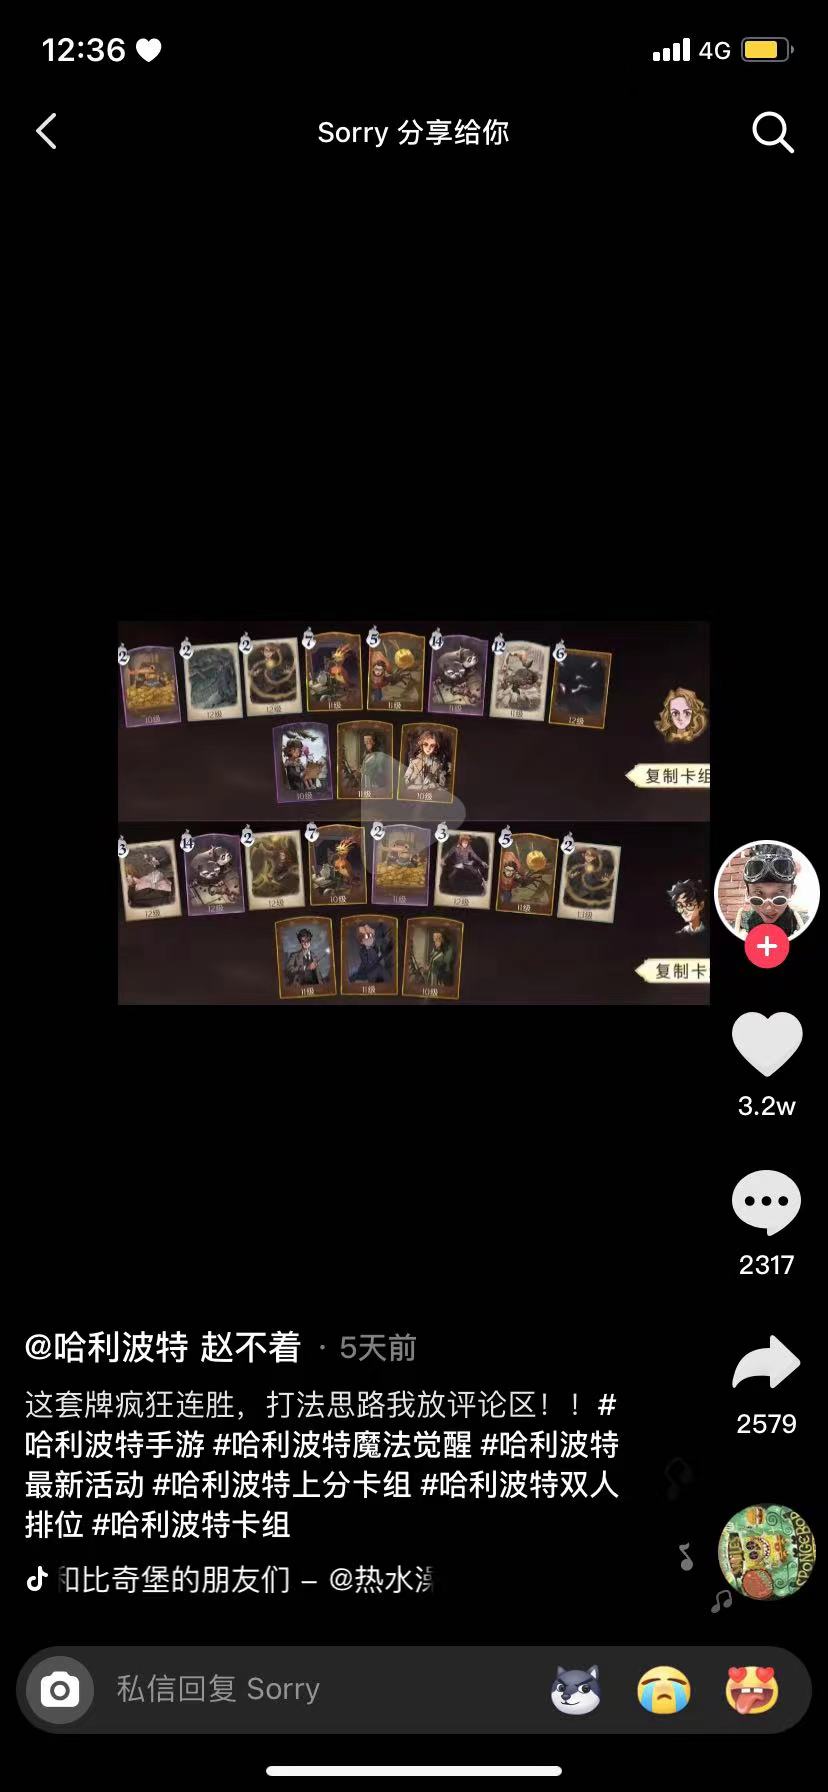 12:36
4G
Sorry 分享给你
2 2 2 7 5 14 12 6
10级 12级 12级 11级 11级 11级 11级 12级
复制卡组
10级 11级 10级
3 14 2 7 2 3 5 2
12级 12级 12级 10级 11级 12级 11级 13级
复制卡
11级 11级 10级
3.2w
2317
2579
@哈利波特 赵不着 · 5天前
这套牌疯狂连胜，打法思路我放评论区！！#
哈利波特手游 #哈利波特魔法觉醒 #哈利波特
最新活动 #哈利波特上分卡组 #哈利波特双人
排位 #哈利波特卡组
和比奇堡的朋友们 – @热水澡
SPONGEBOB
私信回复 Sorry